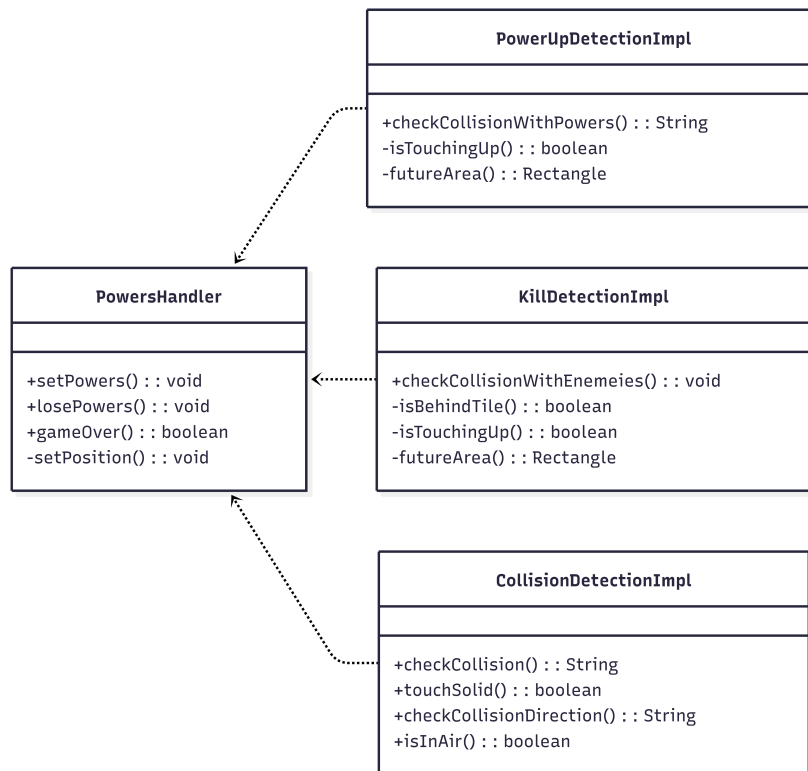 PowerUpDetectionImpl
+checkCollisionWithPowers() : : String
-isTouchingUp() : : boolean
-futureArea() : : Rectangle
PowersHandler
+setPowers() : : void
+losePowers() : : void
+gameOver() : : boolean
-setPosition() : : void
KillDetectionImpl
+checkCollisionWithEnemeies() : : void
-isBehindTile() : : boolean
-isTouchingUp() : : boolean
-futureArea() : : Rectangle
CollisionDetectionImpl
+checkCollision() : : String
+touchSolid() : : boolean
+checkCollisionDirection() : : String
+isInAir() : : boolean